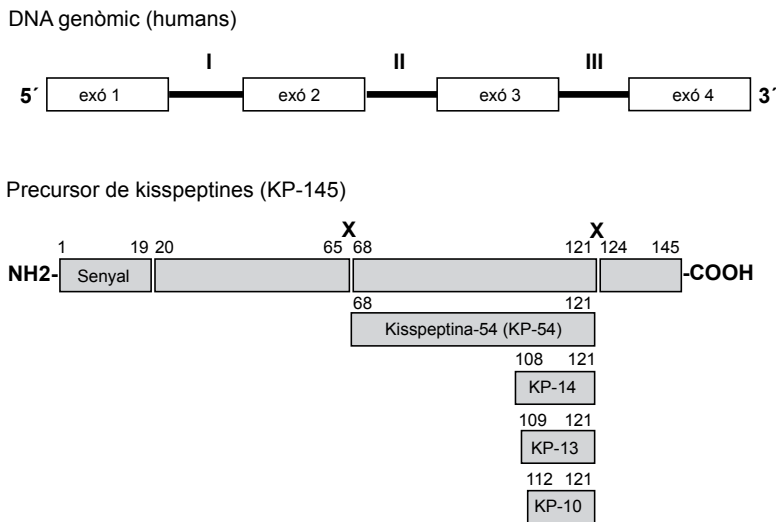 DNA genòmic (humans)
I II III
5´ exó 1 exó 2 exó 3 exó 4 3´
Precursor de kisspeptines (KP-145)
X X
1 19 20 65 68 121 124 145
NH2- Senyal -COOH
68 121
Kisspeptina-54 (KP-54)
108 121
KP-14
109 121
KP-13
112 121
KP-10